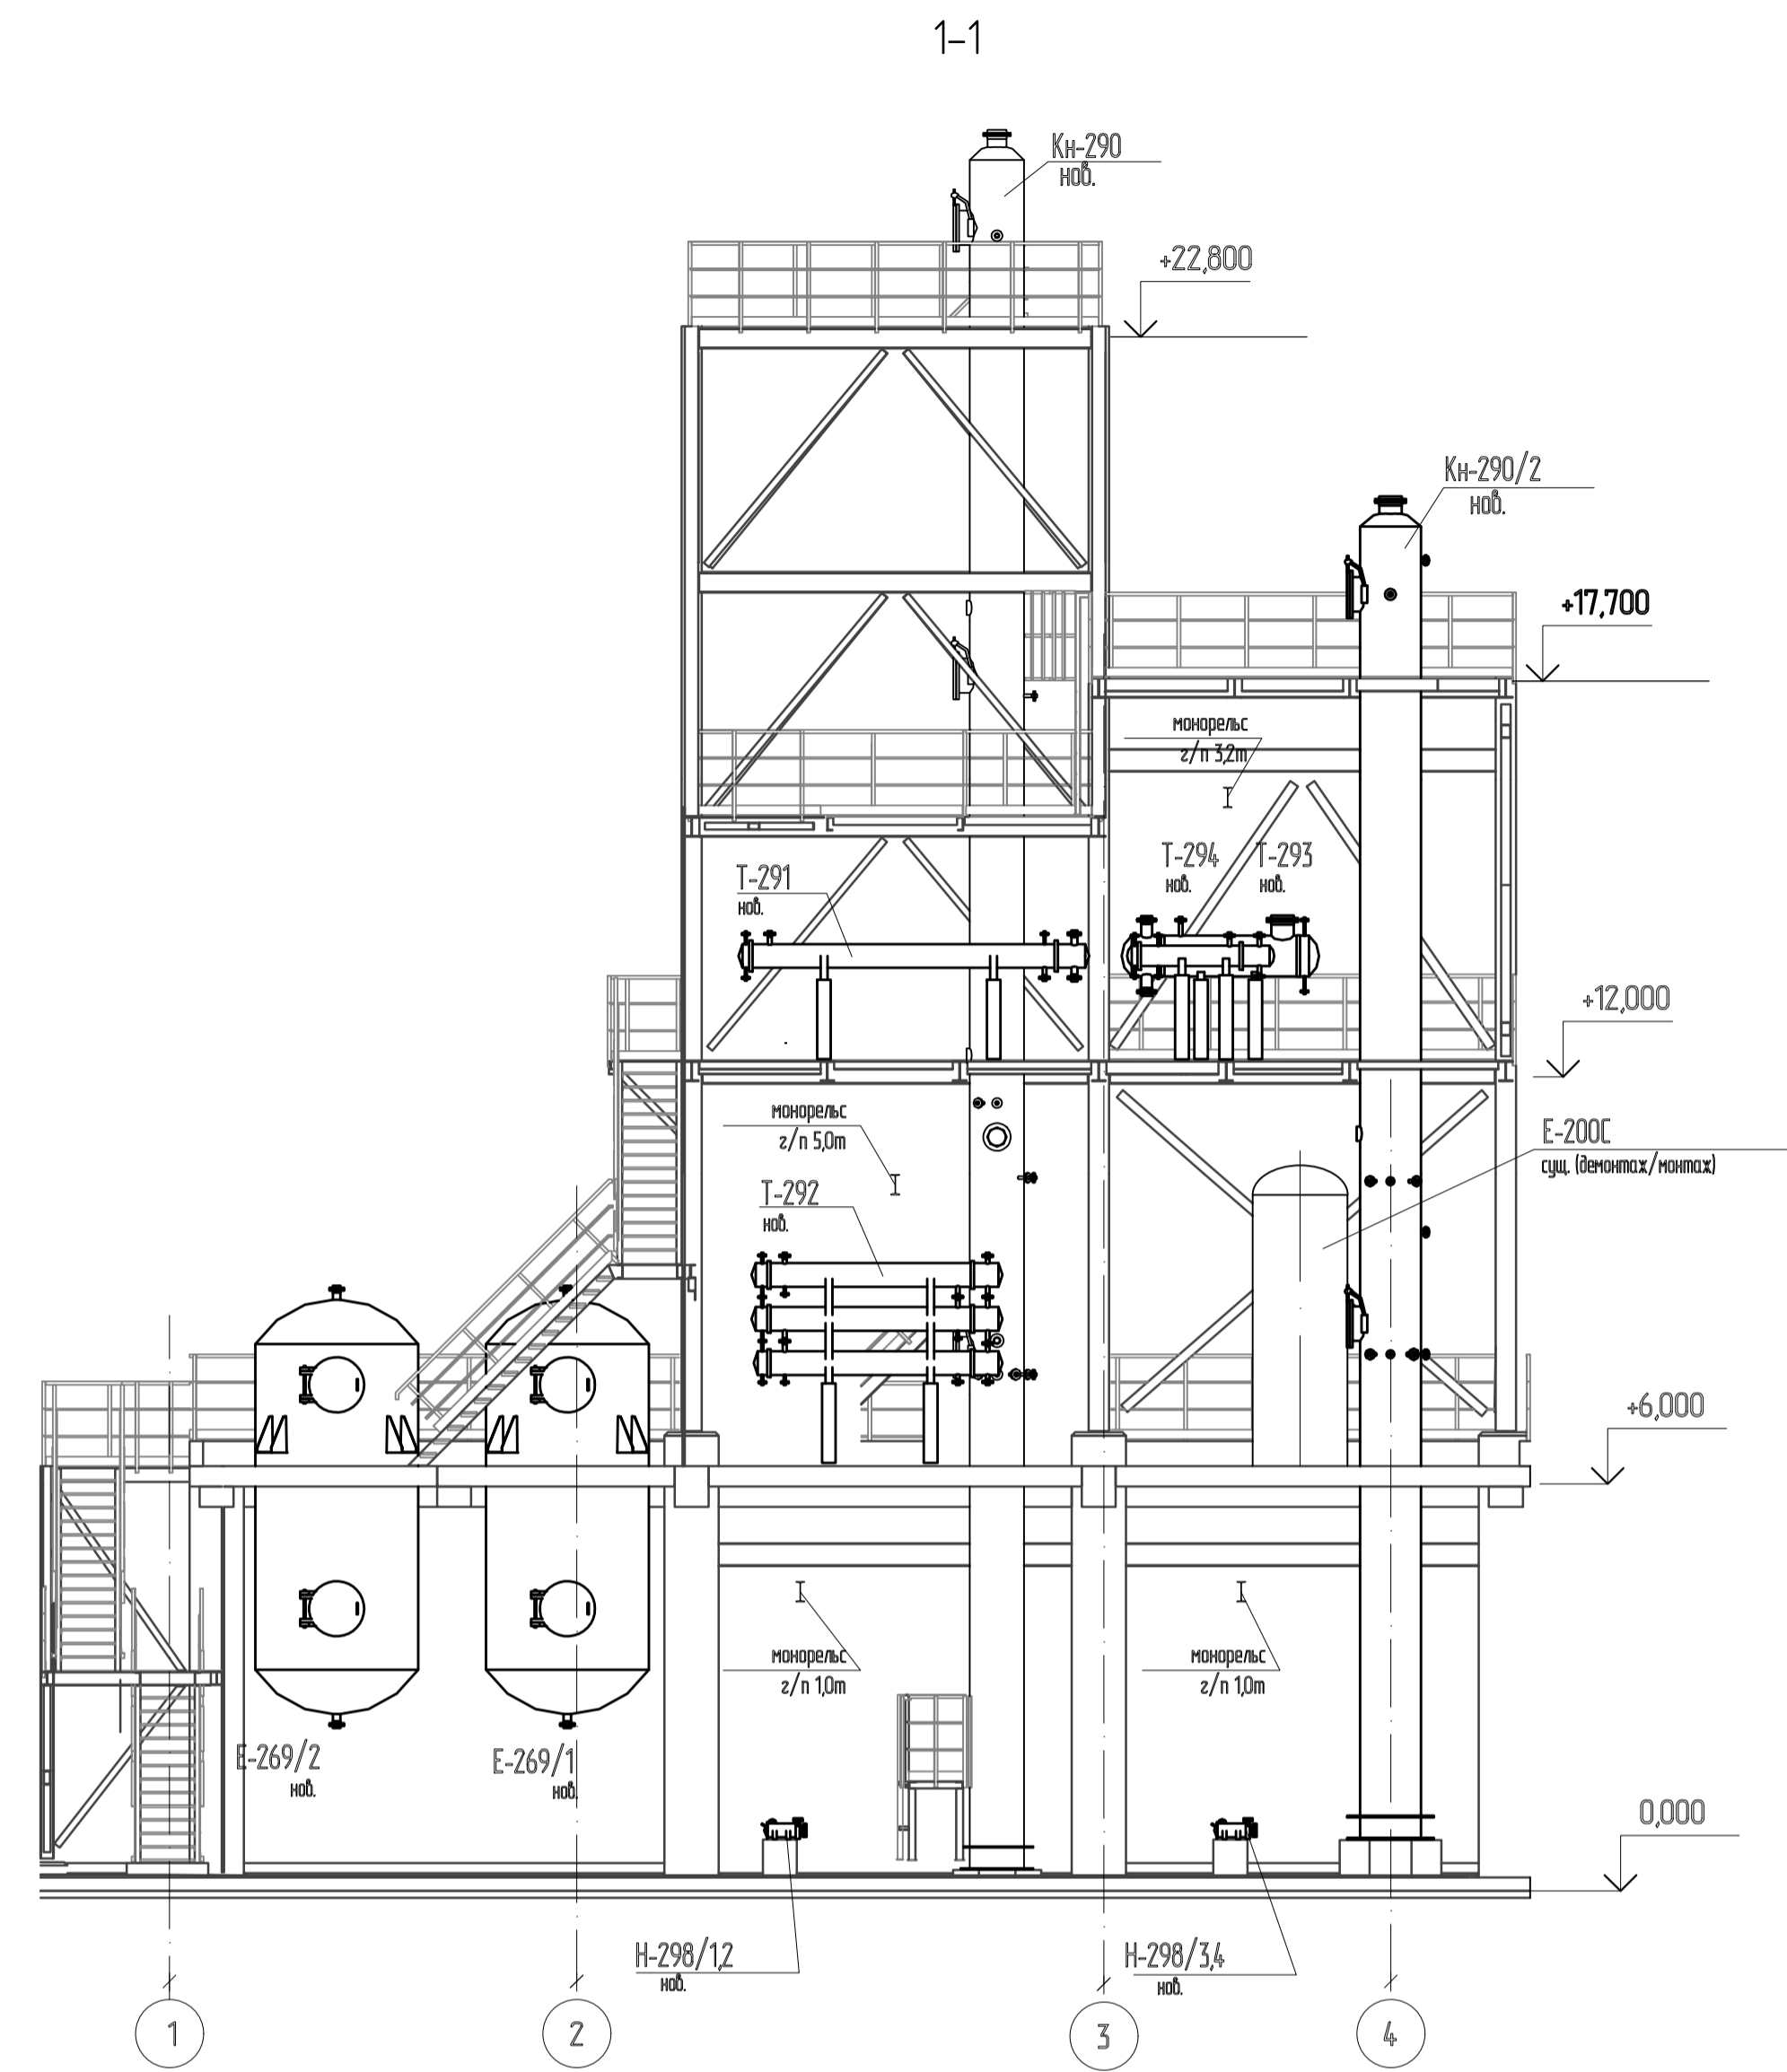 1-1
Кн-290
нов.
+22,800
Кн-290/2
нов.
+17,700
монорельс
г/п 3,2т
Т-291
нов.
Т-294
нов.
Т-293
нов.
+12,000
монорельс
г/п 5,0т
Е-200С
сущ. (демонтаж/монтаж)
Т-292
нов.
+6,000
монорельс
г/п 1,0т
монорельс
г/п 1,0т
Е-269/2
нов.
Е-269/1
нов.
0,000
Н-298/1,2
нов.
Н-298/3,4
нов.
1
2
3
4